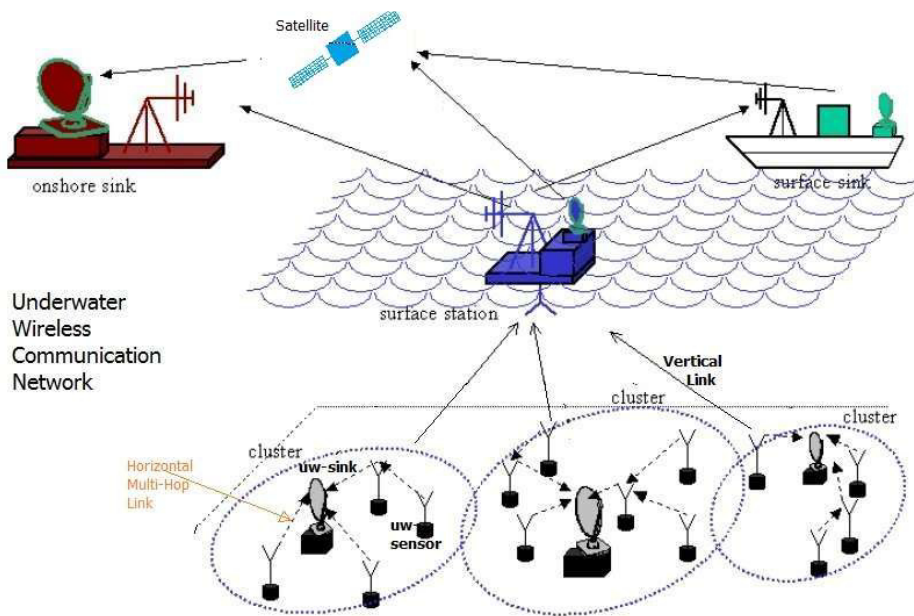 Satellite
onshore sink
surface sink
Underwater
Wireless
Communication
Network
surface station
Vertical
Link
cluster
cluster
cluster
uw-sink
Horizontal
Multi-Hop
Link
uw-
sensor